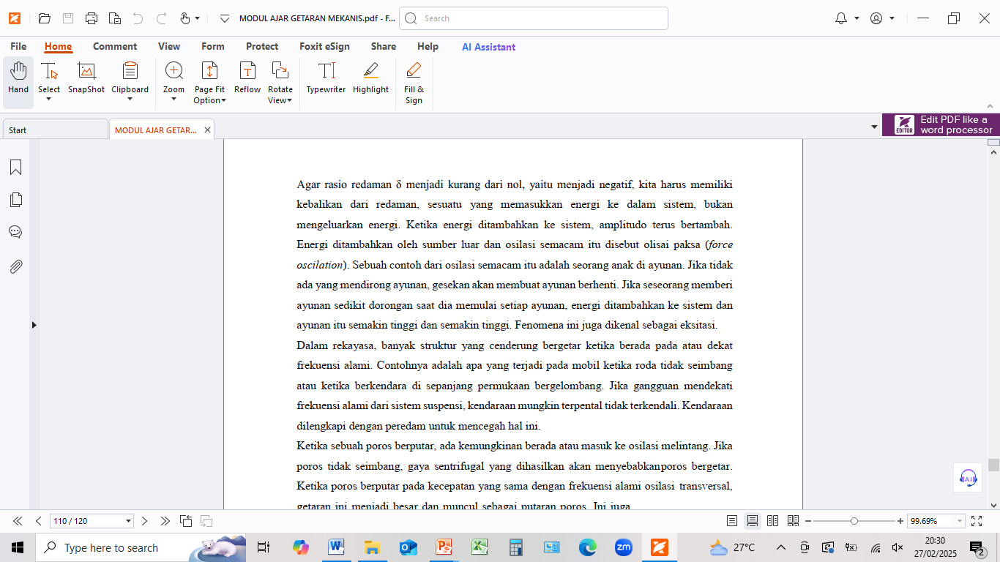 MODUL AJAR GETARAN MEKANIS.pdf - F...
Search
File Home Comment View Form Protect Foxit eSign Share Help AI Assistant
Hand Select SnapShot Clipboard Zoom Page Fit Option Reflow Rotate View Typewriter Highlight Fill & Sign
Start
MODUL AJAR GETAR...
EDITOR
Edit PDF like a
word processor
Agar rasio redaman δ menjadi kurang dari nol, yaitu menjadi negatif, kita harus memiliki
kebalikan dari redaman, sesuatu yang memasukkan energi ke dalam sistem, bukan
mengeluarkan energi. Ketika energi ditambahkan ke sistem, amplitudo terus bertambah.
Energi ditambahkan oleh sumber luar dan osilasi semacam itu disebut olisai paksa (force
oscilation). Sebuah contoh dari osilasi semacam itu adalah seorang anak di ayunan. Jika tidak
ada yang mendirong ayunan, gesekan akan membuat ayunan berhenti. Jika seseorang memberi
ayunan sedikit dorongan saat dia memulai setiap ayunan, energi ditambahkan ke sistem dan
ayunan itu semakin tinggi dan semakin tinggi. Fenomena ini juga dikenal sebagai eksitasi.
Dalam rekayasa, banyak struktur yang cenderung bergetar ketika berada pada atau dekat
frekuensi alami. Contohnya adalah apa yang terjadi pada mobil ketika roda tidak seimbang
atau ketika berkendara di sepanjang permukaan bergelombang. Jika gangguan mendekati
frekuensi alami dari sistem suspensi, kendaraan mungkin terpental tidak terkendali. Kendaraan
dilengkapi dengan peredam untuk mencegah hal ini.
Ketika sebuah poros berputar, ada kemungkinan berada atau masuk ke osilasi melintang. Jika
poros tidak seimbang, gaya sentrifugal yang dihasilkan akan menyebabkanporos bergetar.
Ketika poros berputar pada kecepatan yang sama dengan frekuensi alami osilasi transversal,
getaran ini menjadi besar dan muncul sebagai putaran poros. Ini juga
AI
110 / 120
99.69%
Type here to search
zm
27°C
20:30
27/02/2025
2